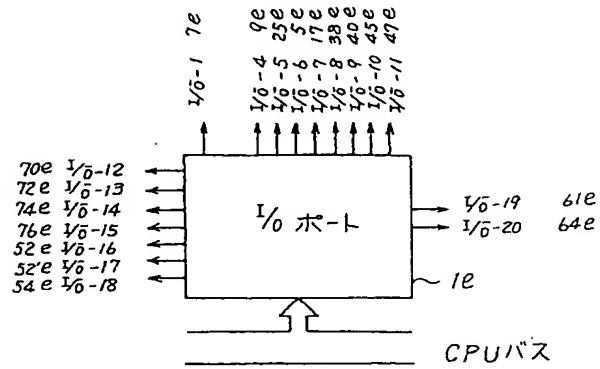 I/O̅-1 7e
I/O̅-4 9e
I/O̅-5 25e
I/O̅-6 5e
I/O̅-7 17e
I/O̅-8 38e
I/O̅-9 40e
I/O̅-10 45e
I/O̅-11 47e
70e I/O̅-12
72e I/O̅-13
74e I/O̅-14
76e I/O̅-15
52e I/O̅-16
52'e I/O̅-17
54e I/O̅-18
I/O ポート
I/O̅-19 61e
I/O̅-20 64e
1e
CPUバス